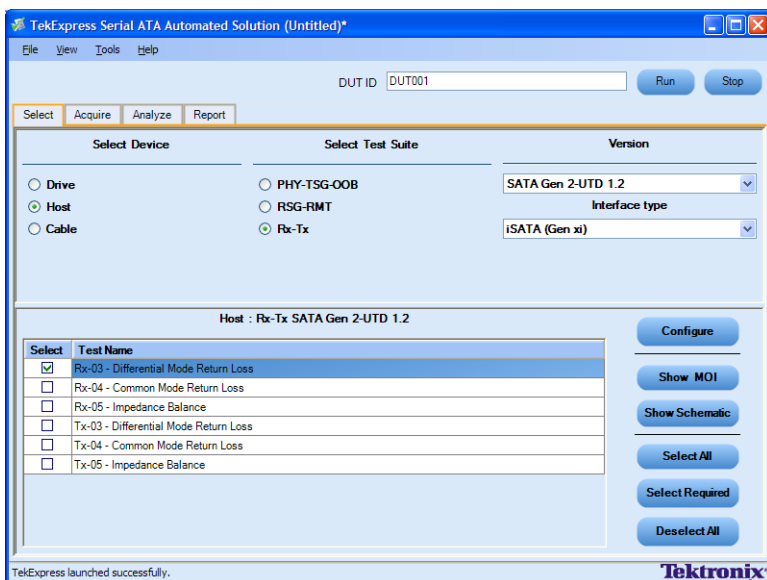 TekExpress Serial ATA Automated Solution (Untitled)*
File View Tools Help
DUT ID DUT001 Run Stop
Select Acquire Analyze Report
Select Device Select Test Suite Version
Drive PHY-TSG-OOB SATA Gen 2-UTD 1.2
Host RSG-RMT Interface type
Cable Rx-Tx iSATA (Gen xi)
Host : Rx-Tx SATA Gen 2-UTD 1.2
Configure
Select Test Name
Rx-03 - Differential Mode Return Loss
Rx-04 - Common Mode Return Loss
Rx-05 - Impedance Balance
Tx-03 - Differential Mode Return Loss
Tx-04 - Common Mode Return Loss
Tx-05 - Impedance Balance
Show MOI
Show Schematic
Select All
Select Required
Deselect All
TekExpress launched successfully. Tektronix